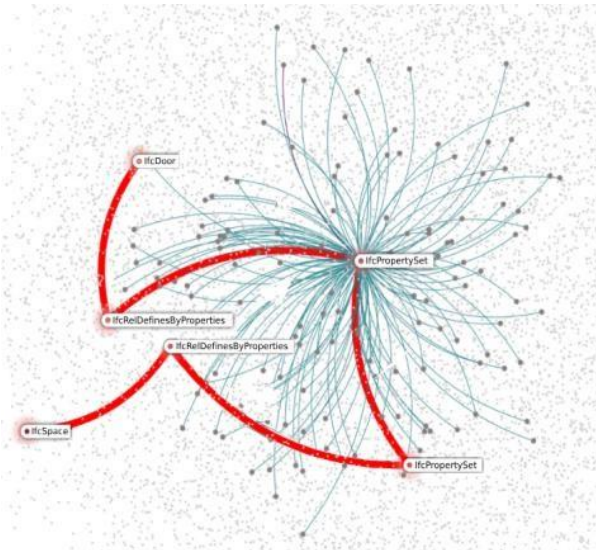 IfcDoor
IfcPropertySet
IfcRelDefinesByProperties
IfcRelDefinesByProperties
IfcSpace
IfcPropertySet